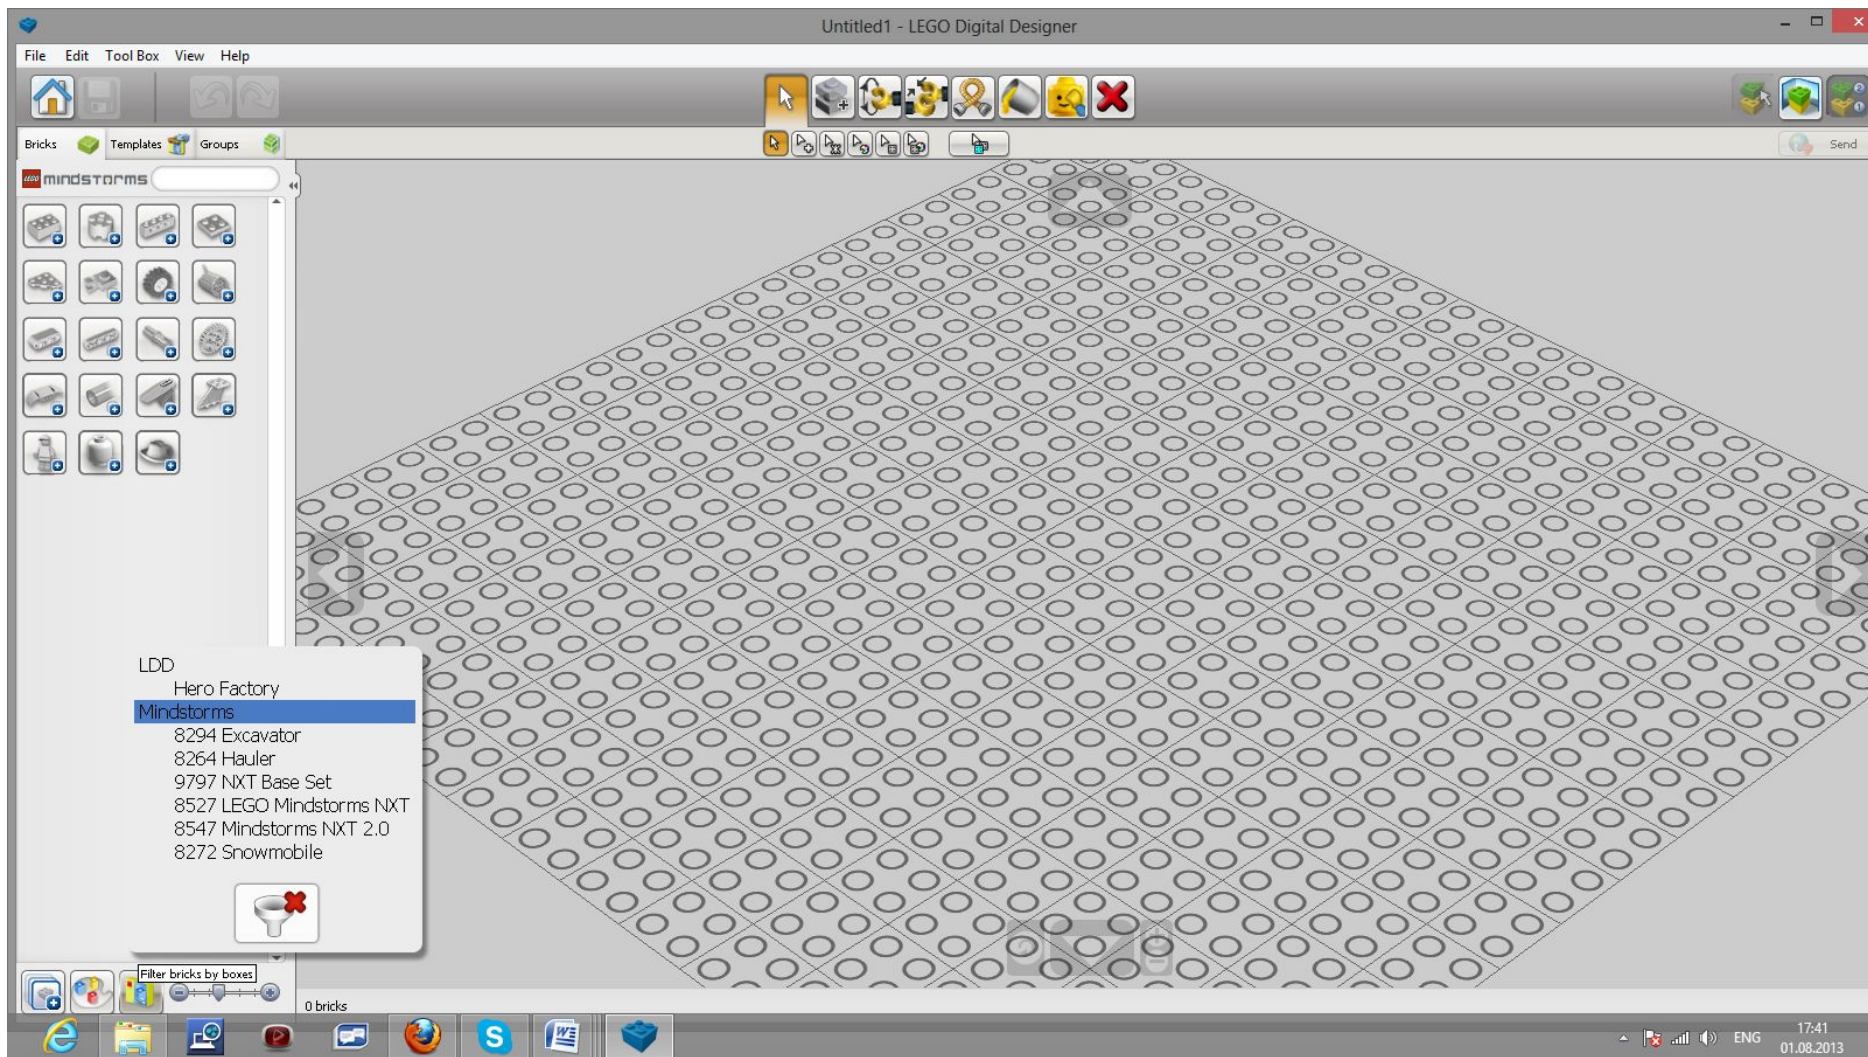 Untitled1 - LEGO Digital Designer
File Edit Tool Box View Help
Bricks Templates Groups
Send
LEGO mindstorms
LDD
Hero Factory
Mindstorms
8294 Excavator
8264 Hauler
9797 NXT Base Set
8527 LEGO Mindstorms NXT
8547 Mindstorms NXT 2.0
8272 Snowmobile
Filter bricks by boxes
0 bricks
ENG
17:41
01.08.2013